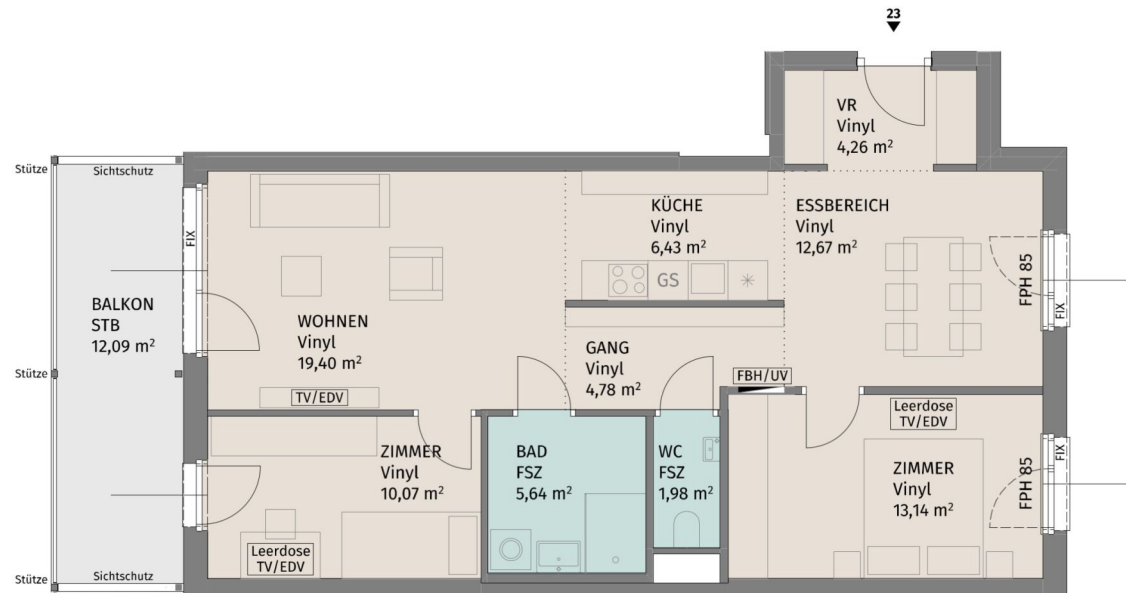 23
VR
Vinyl
4,26 m²
Stütze
Sichtschutz
FIX
KÜCHE
Vinyl
6,43 m²
GS
ESSBEREICH
Vinyl
12,67 m²
FPH 85
FIX
BALKON
STB
12,09 m²
WOHNEN
Vinyl
19,40 m²
TV/EDV
GANG
Vinyl
4,78 m²
FBH/UV
Stütze
Leerdose
TV/EDV
ZIMMER
Vinyl
10,07 m²
Leerdose
TV/EDV
BAD
FSZ
5,64 m²
WC
FSZ
1,98 m²
ZIMMER
Vinyl
13,14 m²
FPH 85
FIX
Stütze
Sichtschutz